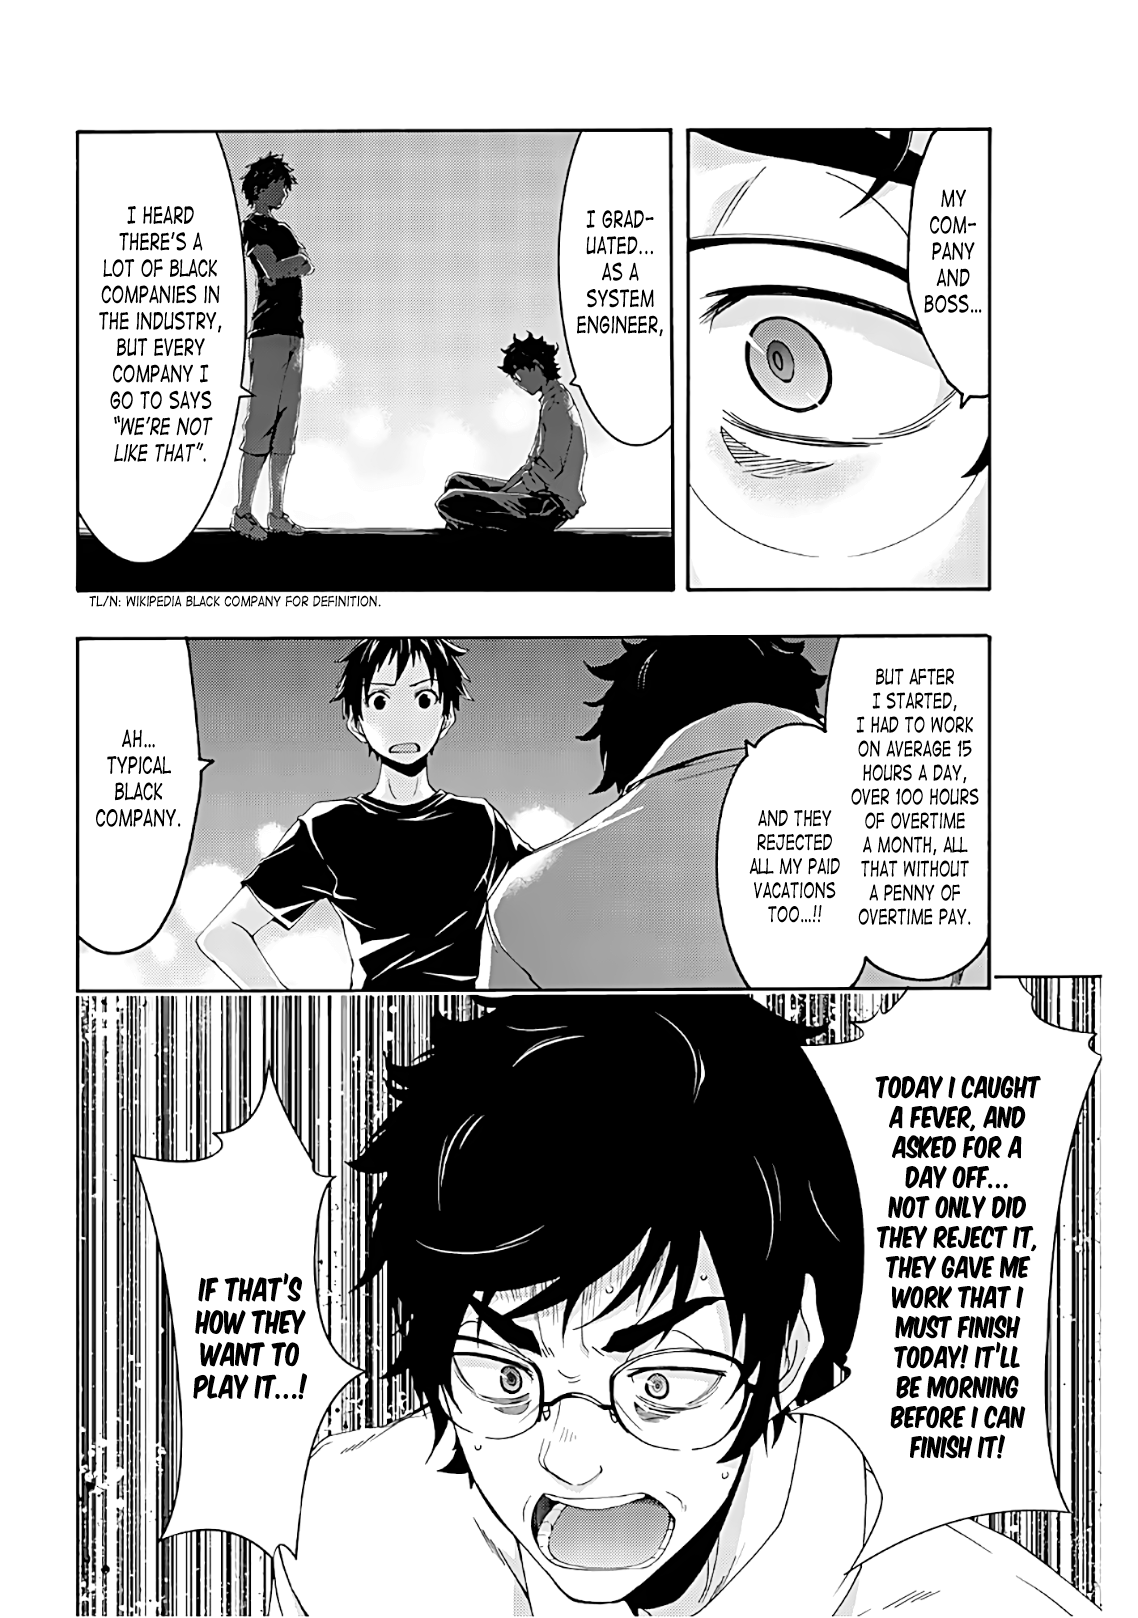 MY
COM-
PANY
AND
BOSS...
I GRAD-
UATED...
AS A
SYSTEM
ENGINEER,
I HEARD
THERE'S A
LOT OF BLACK
COMPANIES IN
THE INDUSTRY,
BUT EVERY
COMPANY I
GO TO SAYS
"WE'RE NOT
LIKE THAT".
TL/N: WIKIPEDIA BLACK COMPANY FOR DEFINITION.
BUT AFTER
I STARTED,
I HAD TO WORK
ON AVERAGE 15
HOURS A DAY,
OVER 100 HOURS
OF OVERTIME
A MONTH, ALL
THAT WITHOUT
A PENNY OF
OVERTIME PAY.
AND THEY
REJECTED
ALL MY PAID
VACATIONS
TOO...!!
AH...
TYPICAL
BLACK
COMPANY.
TODAY I CAUGHT
A FEVER, AND
ASKED FOR A
DAY OFF...
NOT ONLY DID
THEY REJECT IT,
THEY GAVE ME
WORK THAT I
MUST FINISH
TODAY! IT'LL
BE MORNING
BEFORE I CAN
FINISH IT!
IF THAT'S
HOW THEY
WANT TO
PLAY IT...!